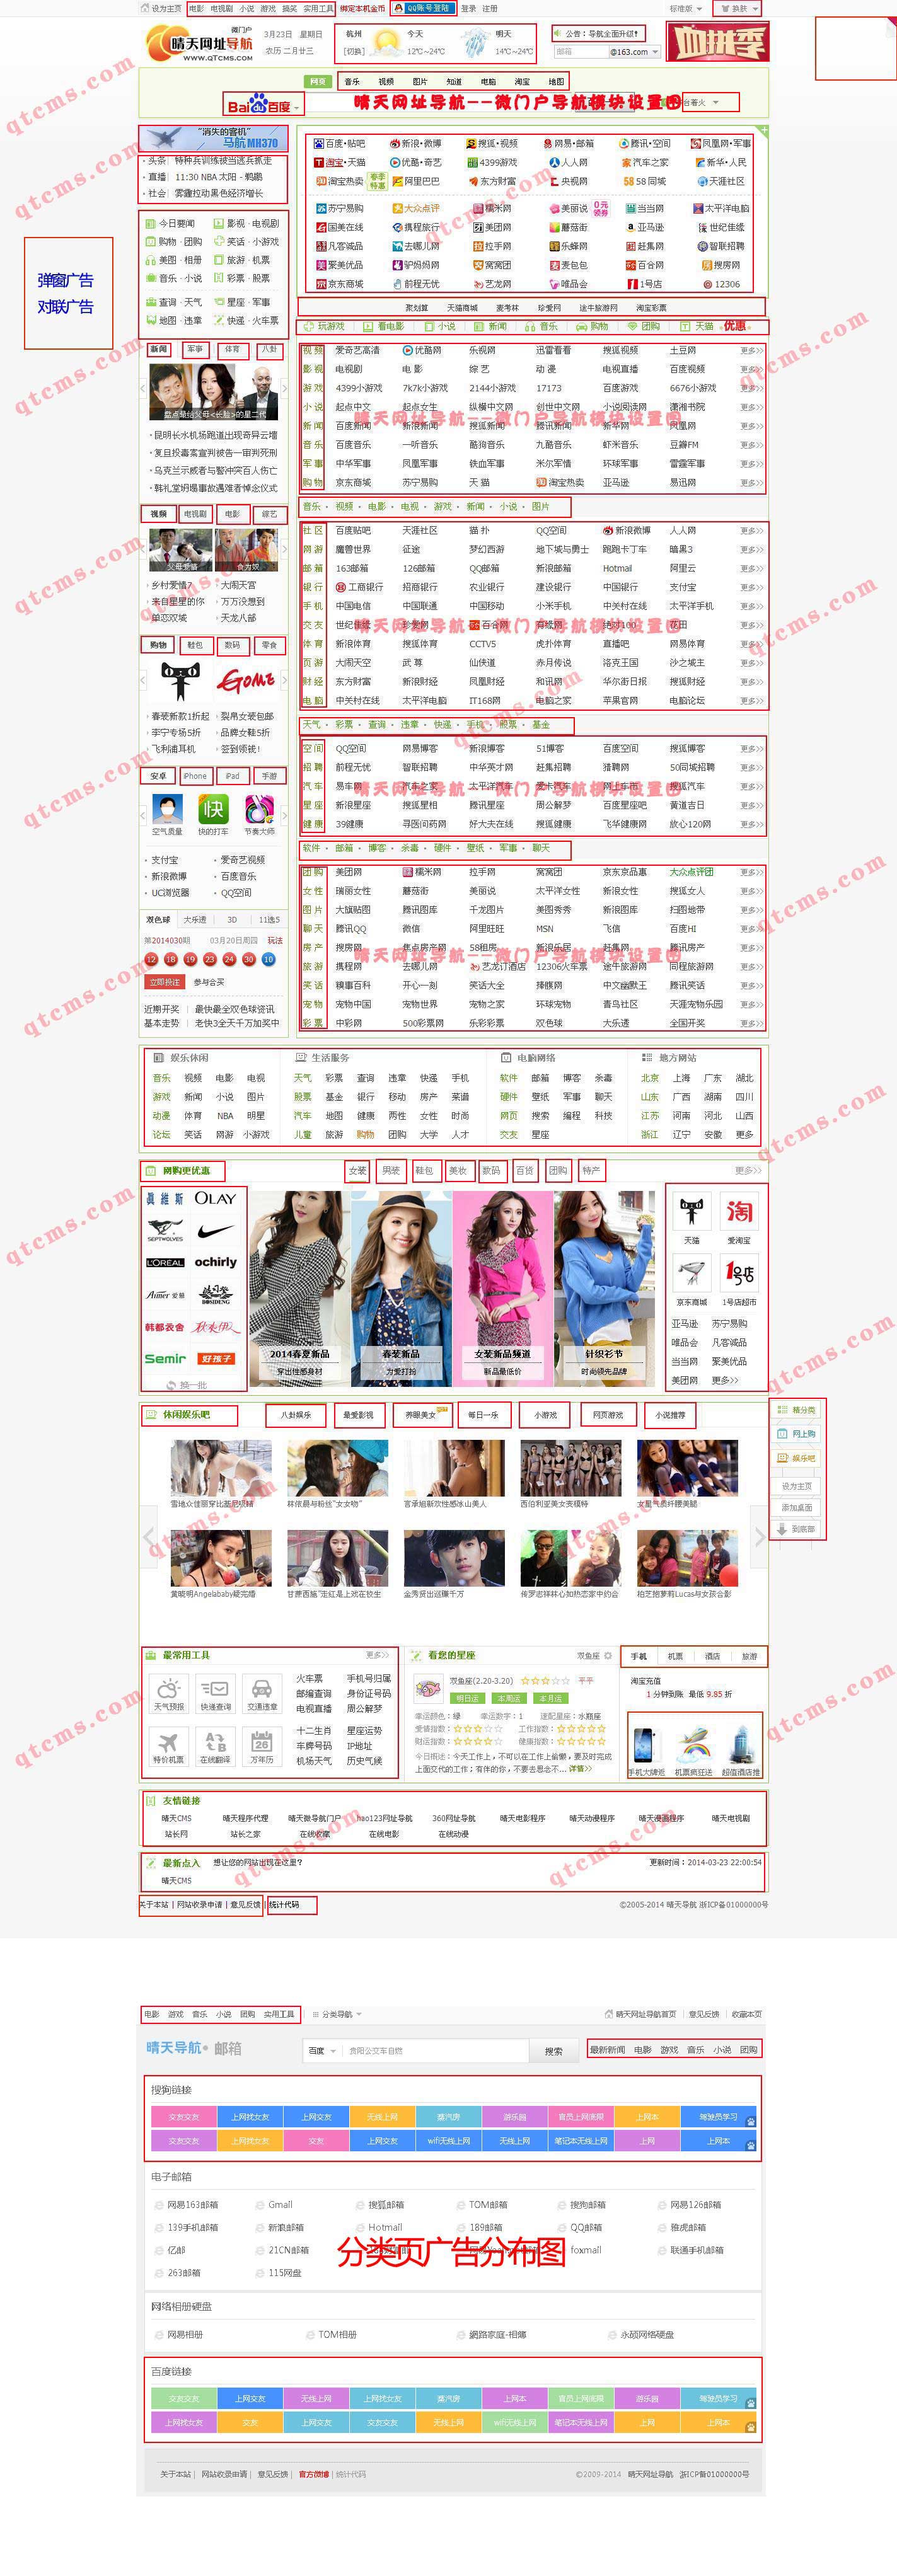 设为主页 电影 电视剧 小说 游戏 搞笑 实用工具 绑定本机金币 QQ账号登陆 登录 注册 标准版 换肤
微门户
晴天网址导航
www.QTCMS.com
3月23日 星期日
农历 二月廿三
杭州 今天 明天
[切换] 12℃~24℃ 14℃~24℃
公告：导航全面升级!!
邮箱 @163.com
血拼季
网页 音乐 视频 图片 知道 电脑 淘宝 地图
Bai百度 晴天网址导航—微门户导航模块设置图 台着火
弹窗广告
对联广告
“消失的客机”
马航MH370
头条 特种兵训练被当逃兵抓走
直播 11:30 NBA 太阳 - 鹈鹕
社会 雾霾拉动黑色经济增长
今日要闻 影视 · 电视剧
购物 · 团购 笑话 · 小游戏
美图 · 相册 旅游 · 机票
音乐 · 小说 彩票 · 股票
查询 · 天气 星座 · 军事
地图 · 违章 快递 · 火车票
新闻 军事 体育 八卦
盘点最给父母<长脸>的星二代
昆明长水机场跑道出现奇异云墙
复旦投毒案宣判被告一审判死刑
乌克兰示威者与警冲突百人伤亡
韩礼堂坍塌事故遇难者悼念仪式
视频 电视剧 电影 综艺
父母爱情 食为奴
乡村爱情7 大闹天宫
来自星星的你 万万没想到
单恋双城 天龙八部
购物 鞋包 数码 零食
GOME
春装新款1折起 裂帛女装包邮
李宁专场5折 品牌女鞋5折
飞利浦耳机 签到领钱！
安卓 iPhone iPad 手游
空气质量 快的打车 节奏大师
支付宝 爱奇艺视频
新浪微博 百度音乐
UC浏览器 QQ空间
双色球 大乐透 3D 11选5
第2014030期 03月20日周四 玩法
12 18 19 23 24 30 10
立即投注 参与合买
近期开奖 最快最全双色球资讯
基本走势 老快3全天千万加奖中
百度•贴吧 新浪•微博 搜狐•视频 网易•邮箱 腾讯•空间 凤凰网•军事
淘宝•天猫 优酷•奇艺 4399游戏 人人网 汽车之家 新华•人民
淘宝热卖 春季特惠 阿里巴巴 东方财富 央视网 58 同城 天涯社区
苏宁易购 大众点评 糯米网 美丽说 0元领券 当当网 太平洋电脑
国美在线 携程旅行 美团网 蘑菇街 亚马逊 世纪佳缘
凡客诚品 去哪儿网 拉手网 乐蜂网 赶集网 智联招聘
聚美优品 驴妈妈网 窝窝团 麦包包 百合网 搜房网
京东商城 前程无忧 艺龙网 唯品会 1号店 12306
聚划算 天猫商城 麦考林 珍爱网 途牛旅游网 淘宝彩票
玩游戏 看电影 小说 新闻 音乐 购物 团购 天猫 •优惠
视频 爱奇艺高清 优酷网 乐视网 迅雷看看 搜狐视频 土豆网 更多>>
影视 电视剧 电 影 综 艺 动 漫 电视直播 百度视频 更多>>
游戏 4399小游戏 7k7k小游戏 2144小游戏 17173 百度游戏 6676小游戏 更多>>
小说 起点中文 起点女生 纵横中文网 创世中文网 小说阅读网 潇湘书院 更多>>
晴天网址导航—微门户导航模块设置图
新闻 百度新闻 新浪新闻 搜狐新闻 腾讯新闻 新华网 凤凰网 更多>>
音乐 百度音乐 一听音乐 酷狗音乐 九酷音乐 虾米音乐 豆瓣FM 更多>>
军事 中华军事 凤凰军事 铁血军事 米尔军情 环球军事 雷霆军事 更多>>
购物 京东商城 苏宁易购 天 猫 淘宝热卖 亚马逊 易迅网 更多>>
音乐 • 视频 • 电影 • 电视 • 游戏 • 新闻 • 小说 • 图片
社区 百度贴吧 天涯社区 猫 扑 QQ空间 新浪微博 人人网 更多>>
网游 魔兽世界 征途 梦幻西游 地下城与勇士 跑跑卡丁车 暗黑3 更多>>
邮箱 163邮箱 126邮箱 QQ邮箱 新浪邮箱 Hotmail 阿里云 更多>>
银行 工商银行 招商银行 农业银行 建设银行 中国银行 支付宝 更多>>
手机 中国电信 中国联通 中国移动 小米手机 中关村在线 太平洋手机 更多>>
交友 世纪佳缘 珍爱网 百合网 有缘网 绝对100 花田 更多>>
晴天网址导航—微门户导航模块设置图
体育 新浪体育 搜狐体育 CCTV5 虎扑体育 直播吧 网易体育 更多>>
页游 大闹天空 武 尊 仙侠道 赤月传说 洛克王国 沙之城主 更多>>
财经 东方财富 新浪财经 凤凰财经 和讯网 华尔街日报 搜狐财经 更多>>
电脑 中关村在线 太平洋电脑 IT168网 电脑之家 苹果官网 电脑论坛 更多>>
天气 • 彩票 • 查询 • 违章 • 快递 • 手机 • 股票 • 基金
空间 QQ空间 网易博客 新浪博客 51博客 百度空间 搜狐博客 更多>>
招聘 前程无忧 智联招聘 中华英才网 赶集招聘 猎聘网 50同城招聘 更多>>
汽车 易车网 汽车之家 太平洋汽车 爱卡汽车 网上车市 搜狐汽车 更多>>
晴天网址导航—微门户导航模块设置图
星座 新浪星座 搜狐星相 腾讯星座 周公解梦 百度星座吧 黄道吉日 更多>>
健康 39健康 寻医问药网 好大夫在线 搜狐健康 飞华健康网 放心120网 更多>>
软件 • 邮箱 • 博客 • 杀毒 • 硬件 • 壁纸 • 军事 • 聊天
团购 美团网 糯米网 拉手网 窝窝团 京东京品惠 大众点评团 更多>>
女性 瑞丽女性 蘑菇街 美丽说 太平洋女性 新浪女性 搜狐女人 更多>>
图片 大旗贴图 腾讯图库 千龙图片 美图秀秀 新浪图库 扫图地带 更多>>
聊天 腾讯QQ 微信 阿里旺旺 MSN 飞信 百度HI 更多>>
房产 搜房网 焦点房产网 58租房 新浪乐居 赶集网 腾讯房产 更多>>
晴天网址导航—微门户导航模块设置图
旅游 携程网 去哪儿网 艺龙订酒店 12306火车票 途牛旅游网 同程旅游网 更多>>
笑话 糗事百科 开心一刻 笑话大全 捧腹网 中文幽默王 腾讯笑话 更多>>
宠物 宠物中国 宠物世界 宠物之家 环球宠物 青鸟社区 天涯宠物乐园 更多>>
彩票 中彩网 500彩票网 乐彩彩票 双色球 大乐透 全国开奖 更多>>
娱乐休闲 生活服务 电脑网络 地方网站
音乐 视频 电影 电视 天气 彩票 查询 违章 快递 手机 软件 邮箱 博客 杀毒 北京 上海 广东 湖北
游戏 新闻 小说 图片 股票 基金 银行 移动 房产 菜谱 硬件 壁纸 军事 聊天 山东 广西 湖南 四川
动漫 体育 NBA 明星 汽车 地图 健康 两性 女性 时尚 网页 搜索 编程 科技 江苏 河南 河北 山西
论坛 笑话 网游 小游戏 儿童 旅游 购物 团购 大学 人才 交友 星座 浙江 辽宁 安徽 更多
网购更优惠 女装 男装 鞋包 美妆 数码 百货 团购 特产 更多>>
真维斯 OLAY
SEPTWOLVES
L'ORÉAL ochirly
Aimer 爱慕 BOSIDENG
韩都衣舍 秋水伊人
Semir 好孩子
换一批
2014春夏新品 春装新品 女装新品频道 针织衫节
穿出性感身材 为爱打扮 新品最低价 时尚领先品牌
淘
天猫 爱淘宝
1号店
京东商城 1号店超市
亚马逊 苏宁易购
唯品会 凡客诚品
当当网 聚美优品
美团网 更多>>
休闲娱乐吧 八卦娱乐 最爱影视 养眼美女 每日一乐 小游戏 网页游戏 小说推荐
雪地众佳丽穿比基尼引睹 林侬晨与粉丝“女女吻” 言承旭新欢性感冰山美人 西伯利亚美女变模特 女星气质纤腰美腿
黄晓明Angelababy疑完婚 甘露西施“走红是上戏在校生 金秀贤出巡赚千万 传罗志祥林心如热恋家中约会 柏芝抱萝莉Lucas与女孩合影
精分类
网上购
娱乐吧
设为主页
添加桌面
到底部
最常用工具 更多>> 看您的星座 双鱼座 手机 机票 酒店 旅游
天气预报 快递查询 交通违章
特价机票 在线翻译 万年历
火车票 手机号归属
邮编查询 身份证号码
电视直播 周公解梦
十二生肖 星座运势
车牌号码 IP地址
机场天气 历史气候
双鱼座(2.20-3.20) 平平
明日运 本周运 本月运
幸运颜色：绿 幸运数字：1 速配星座：水瓶座
爱情指数： 工作指数：
财运指数： 健康指数：
今日概述：今天工作上，不可以在工作上偷懒，要及时完成
上面交代的工作；有伴的你，不要去思念不... 详情>>
淘宝充值
1 分钟到账 最低 9.85 折
手机大牌返 机票疯狂送 超值酒店推
友情链接
晴天CMS 晴天程序代理 晴天微导航门户 hao123网址导航 360网址导航 晴天电影程序 晴天动漫程序 晴天漫画程序 晴天电视剧
站长网 站长之家 在线收藏 在线电影 在线动漫
最新点入 想让您的网站出现在这里？ 更新时间：2014-03-23 22:00:54
晴天CMS
关于本站 | 网站收录申请 | 意见反馈 | 统计代码 ©2005-2014 晴天导航 浙ICP备01000000号
电影 游戏 音乐 小说 团购 实用工具 分类导航 晴天网址导航首页 意见反馈 收藏本页
晴天导航• 邮箱 百度 贵阳公交车自燃 搜索 最新新闻 电影 游戏 音乐 小说 团购
搜狗链接
交友交友 上网找女友 上网交友 无线上网 蒸汽房 游乐园 官员上网底照 上网本 驾驶员学习
交友交友 上网找女友 交友 上网交友 wifi无线上网 无线上网 笔记本无线上网 上网 上网本
电子邮箱
网易163邮箱 Gmail 搜狐邮箱 TOM邮箱 搜狗邮箱 网易126邮箱
139手机邮箱 新浪邮箱 Hotmail 189邮箱 QQ邮箱 雅虎邮箱
亿邮 21CN邮箱 foxmail 联通手机邮箱
分类页广告分布图
263邮箱 115网盘
网络相册硬盘
网易相册 TOM相册 網路家庭-相簿 永硕网络硬盘
百度链接
交友交友 上网交友 无线上网 上网找女友 蒸汽房 上网本 官员上网底照 游乐园 驾驶员学习
上网找女友 交友 上网交友 交友交友 无线上网 wifi无线上网 笔记本无线上网 上网 上网本
关于本站 | 网站收录申请 | 意见反馈 | 官方微博 | 统计代码 ©2009-2014 晴天网址导航 浙ICP备01000000号
qtcms.com